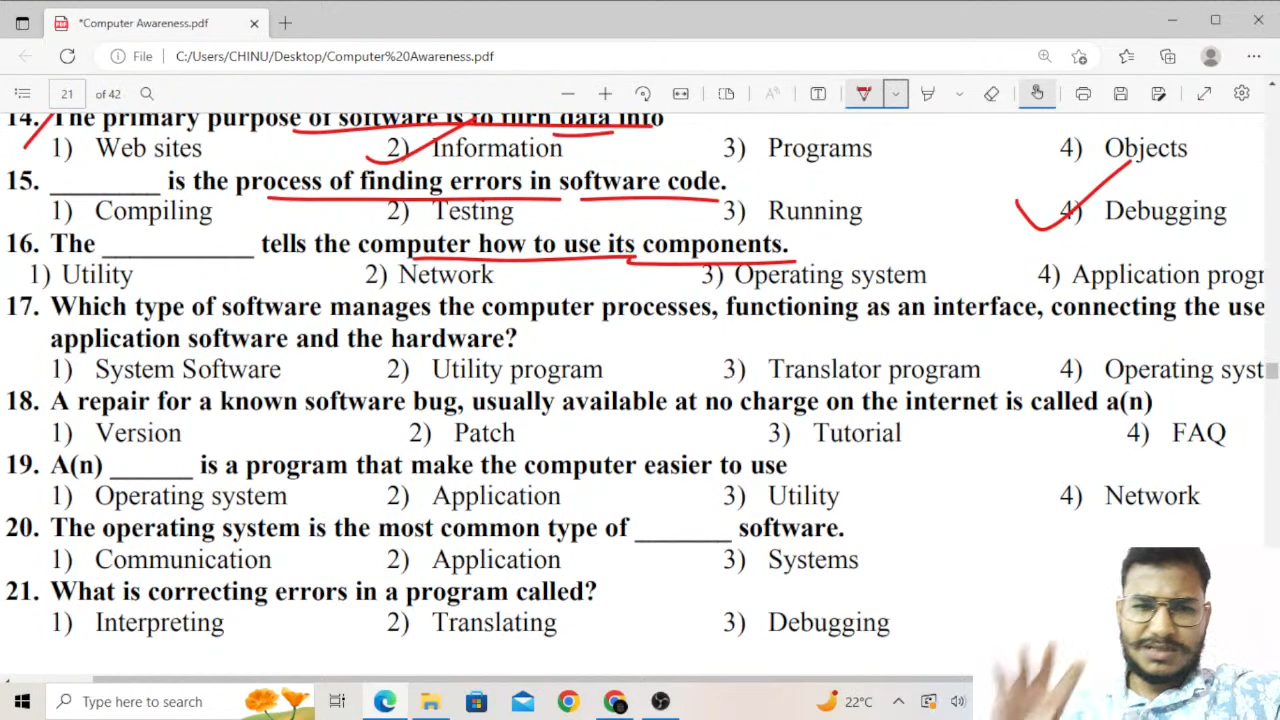 *Computer Awareness.pdf
File C:/Users/CHINU/Desktop/Computer%20Awareness.pdf
21 of 42
14. The primary purpose of software is to turn data into
1) Web sites 2) Information 3) Programs 4) Objects
15. ________ is the process of finding errors in software code.
1) Compiling 2) Testing 3) Running 4) Debugging
16. The ___________ tells the computer how to use its components.
1) Utility 2) Network 3) Operating system 4) Application progr
17. Which type of software manages the computer processes, functioning as an interface, connecting the use
application software and the hardware?
1) System Software 2) Utility program 3) Translator program 4) Operating syst
18. A repair for a known software bug, usually available at no charge on the internet is called a(n)
1) Version 2) Patch 3) Tutorial 4) FAQ
19. A(n) ______ is a program that make the computer easier to use
1) Operating system 2) Application 3) Utility 4) Network
20. The operating system is the most common type of _______ software.
1) Communication 2) Application 3) Systems
21. What is correcting errors in a program called?
1) Interpreting 2) Translating 3) Debugging
Type here to search 22°C